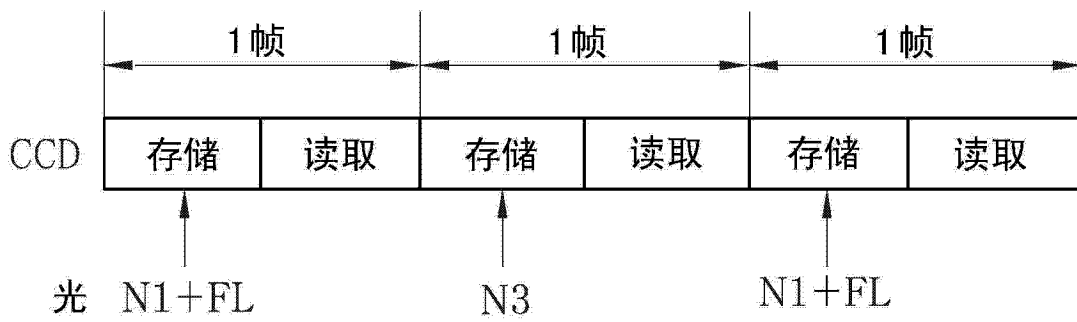 1帧 1帧 1帧
CCD 存储 读取 存储 读取 存储 读取
光 N1+FL N3 N1+FL